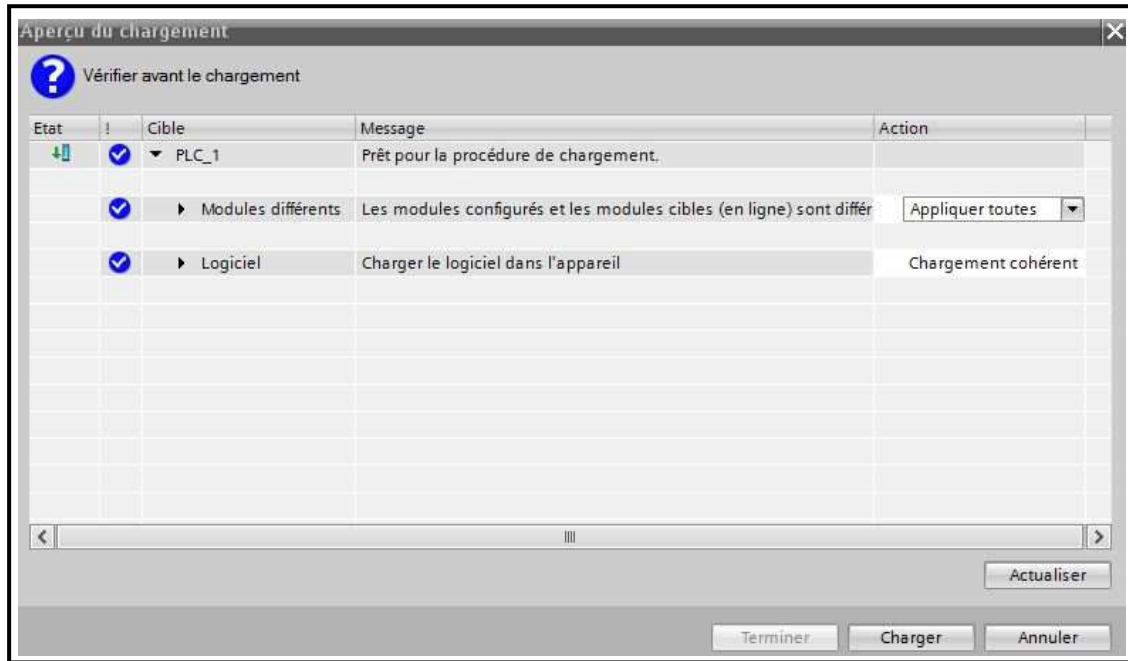 Aperçu du chargement
Vérifier avant le chargement
Etat ! Cible Message Action
PLC_1 Prêt pour la procédure de chargement.
Modules différents Les modules configurés et les modules cibles (en ligne) sont différ Appliquer toutes
Logiciel Charger le logiciel dans l'appareil Chargement cohérent
Actualiser
Terminer Charger Annuler